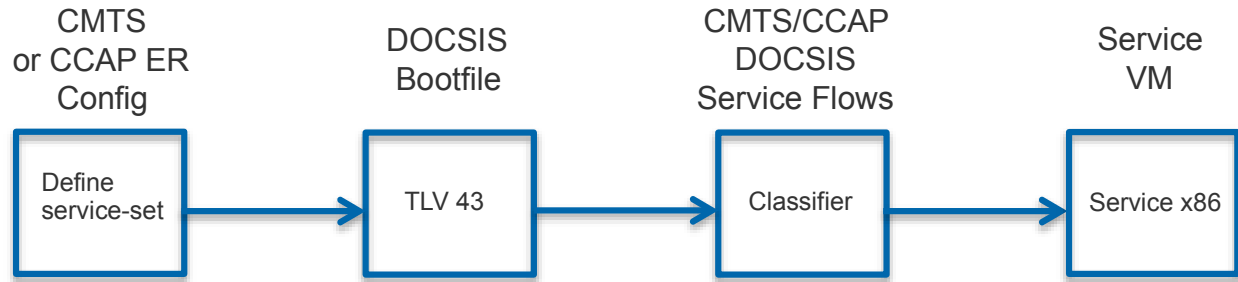 CMTS
or CCAP ER
Config
DOCSIS
Bootfile
CMTS/CCAP
DOCSIS
Service Flows
Service
VM
Define
service-set
TLV 43
Classifier
Service x86